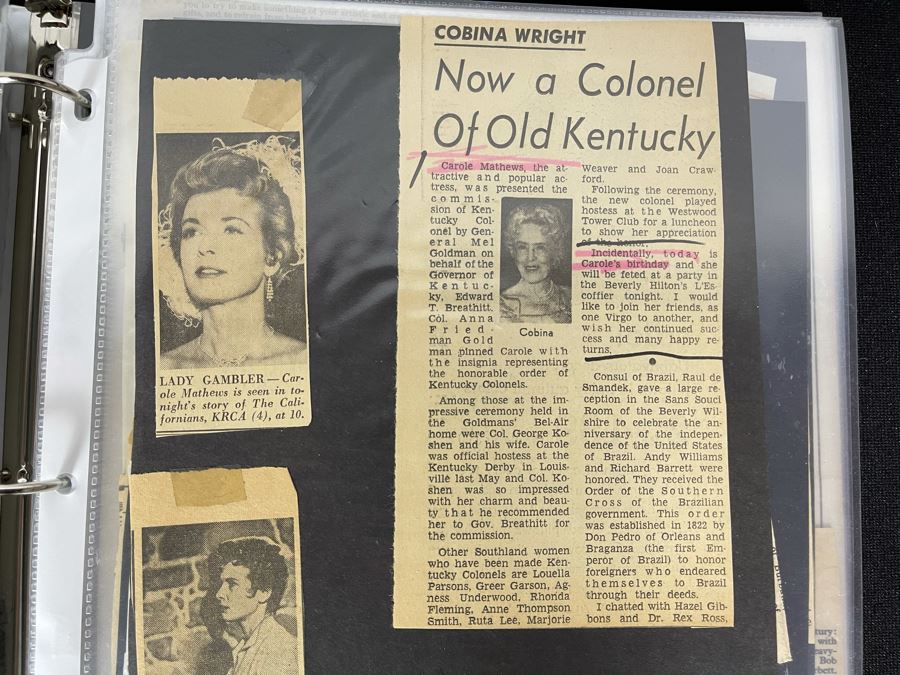 you to try to make something of your artistic
COBINA WRIGHT
Now a Colonel
Of Old Kentucky
Carole Mathews, the at-
tractive and popular ac-
tress, was presented the
commis-
sion of Ken-
tucky Col-
onel by Gen-
eral Mel
Goldman on
behalf of the
Governor of
Kentuc-
ky, Edward
T. Breathitt.
Col. Anna
Fried-
man Gold
man pinned Carole with
the insignia representing
the honorable order of
Kentucky Colonels.
Among those at the im-
pressive ceremony held in
the Goldmans' Bel-Air
home were Col. George Ko-
shen and his wife. Carole
was official hostess at the
Kentucky Derby in Louis-
ville last May and Col. Ko-
shen was so impressed
with her charm and beau-
ty that he recommended
her to Gov. Breathitt for
the commission.
Other Southland women
who have been made Ken-
tucky Colonels are Louella
Parsons, Greer Garson, Ag-
ness Underwood, Rhonda
Fleming, Anne Thompson
Smith, Ruta Lee, Marjorie
Cobina
Weaver and Joan Craw-
ford.
Following the ceremony,
the new colonel played
hostess at the Westwood
Tower Club for a luncheon
to show her appreciation
of the honor.
Incidentally, today is
Carole's birthday and she
will be feted at a party in
the Beverly Hilton's L'Es-
coffier tonight. I would
like to join her friends, as
one Virgo to another, and
wish her continued suc-
cess and many happy re-
turns.
Consul of Brazil, Raul de
Smandek, gave a large re-
ception in the Sans Souci
Room of the Beverly Wil-
shire to celebrate the an-
niversary of the indepen-
dence of the United States
of Brazil. Andy Williams
and Richard Barrett were
honored. They received the
Order of the Southern
Cross of the Brazilian
government. This order
was established in 1822 by
Don Pedro of Orleans and
Braganza (the first Em-
peror of Brazil) to honor
foreigners who endeared
themselves to Brazil
through their deeds.
I chatted with Hazel Gib-
bons and Dr. Rex Ross,
LADY GAMBLER — Car-
ole Mathews is seen in to-
night's story of The Cali-
fornians, KRCA (4), at 10.
tury:
with
eavy-
Bob
rbett.